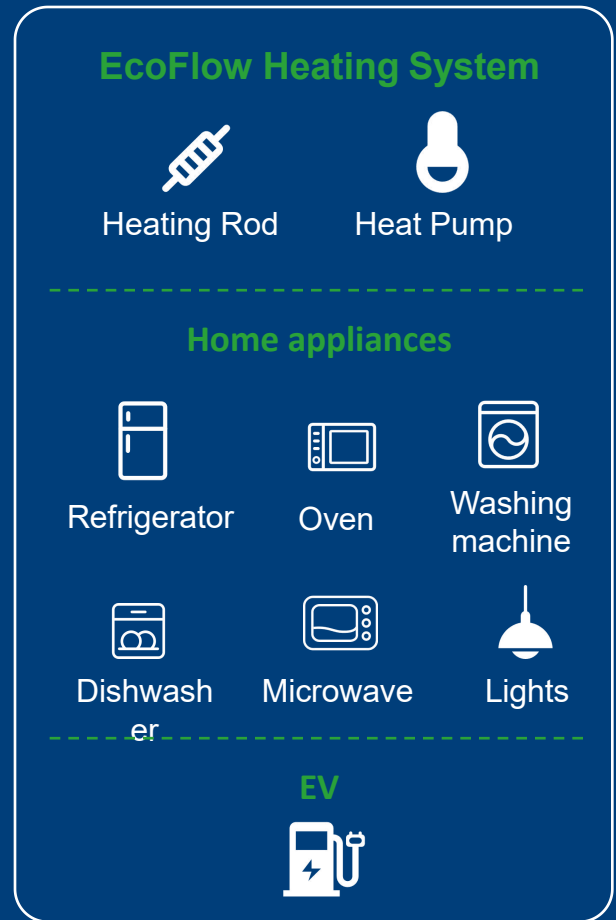 EcoFlow Heating System
Heating Rod Heat Pump
Home appliances
Refrigerator Oven Washing
machine
Dishwash Microwave Lights
er
EV